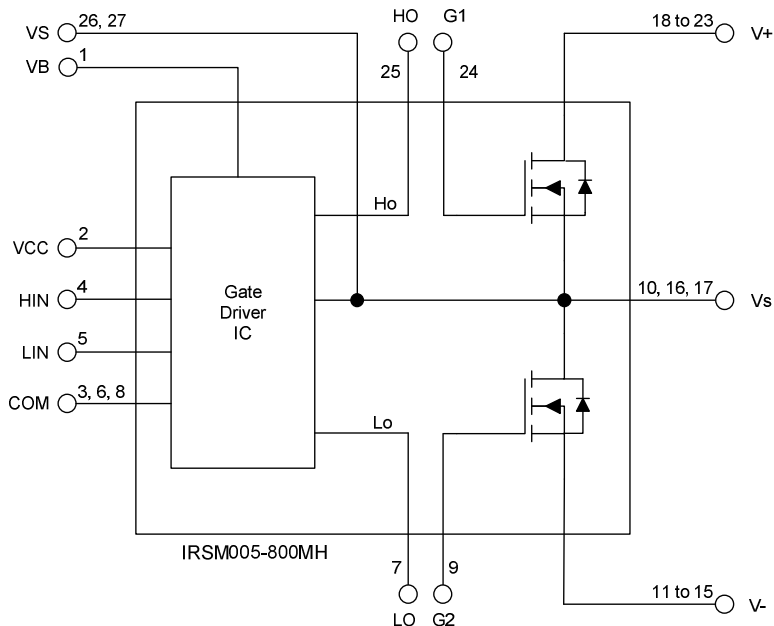 VS 26, 27
VB 1
HO G1
25 24
18 to 23 V+
Ho
VCC 2
HIN 4
LIN 5
COM 3, 6, 8
Gate
Driver
IC
10, 16, 17 Vs
Lo
IRSM005-800MH
7 9
LO G2
11 to 15 V-